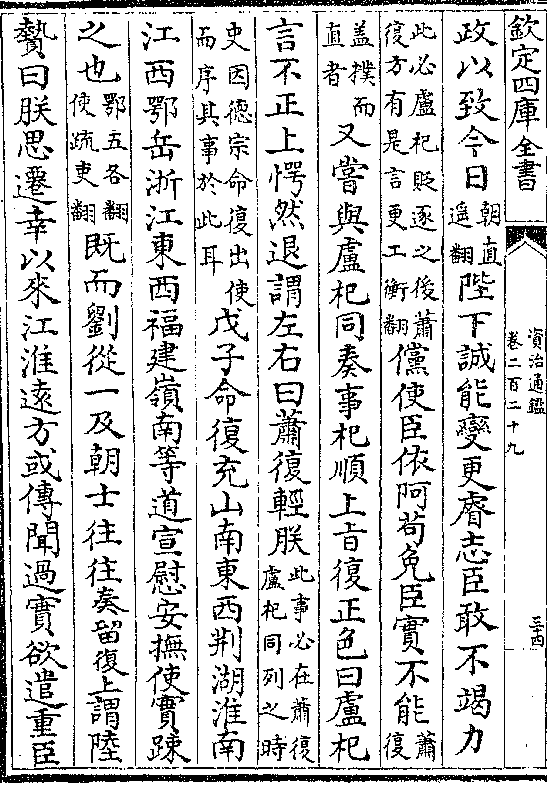 欽定四庫全書
資治通鑑
卷二百二十九
三十四
政以致今日朝直遥翻陛下誠能變更睿志臣敢不竭力
此必盧杞貶逐之後蕭復方有是言更工衡翻儻使臣依阿苟免臣實不能蕭復
盖樸而直者又嘗與盧杞同奏事杞順上㫖復正色曰盧杞
言不正上愕然退謂左右曰蕭復輕朕此事必在蕭復盧杞同列之時
史因德宗命復出使而序其事於此耳戊子命復充山南東西荆湖淮南
江西鄂岳浙江東西福建嶺南等道宣慰安撫使實踈
之也鄂五各翻使疏吏翻既而劉從一及朝士往往奏留復上謂陸
贄曰朕思遷幸以來江淮逺方或傳聞過實欲遣重臣